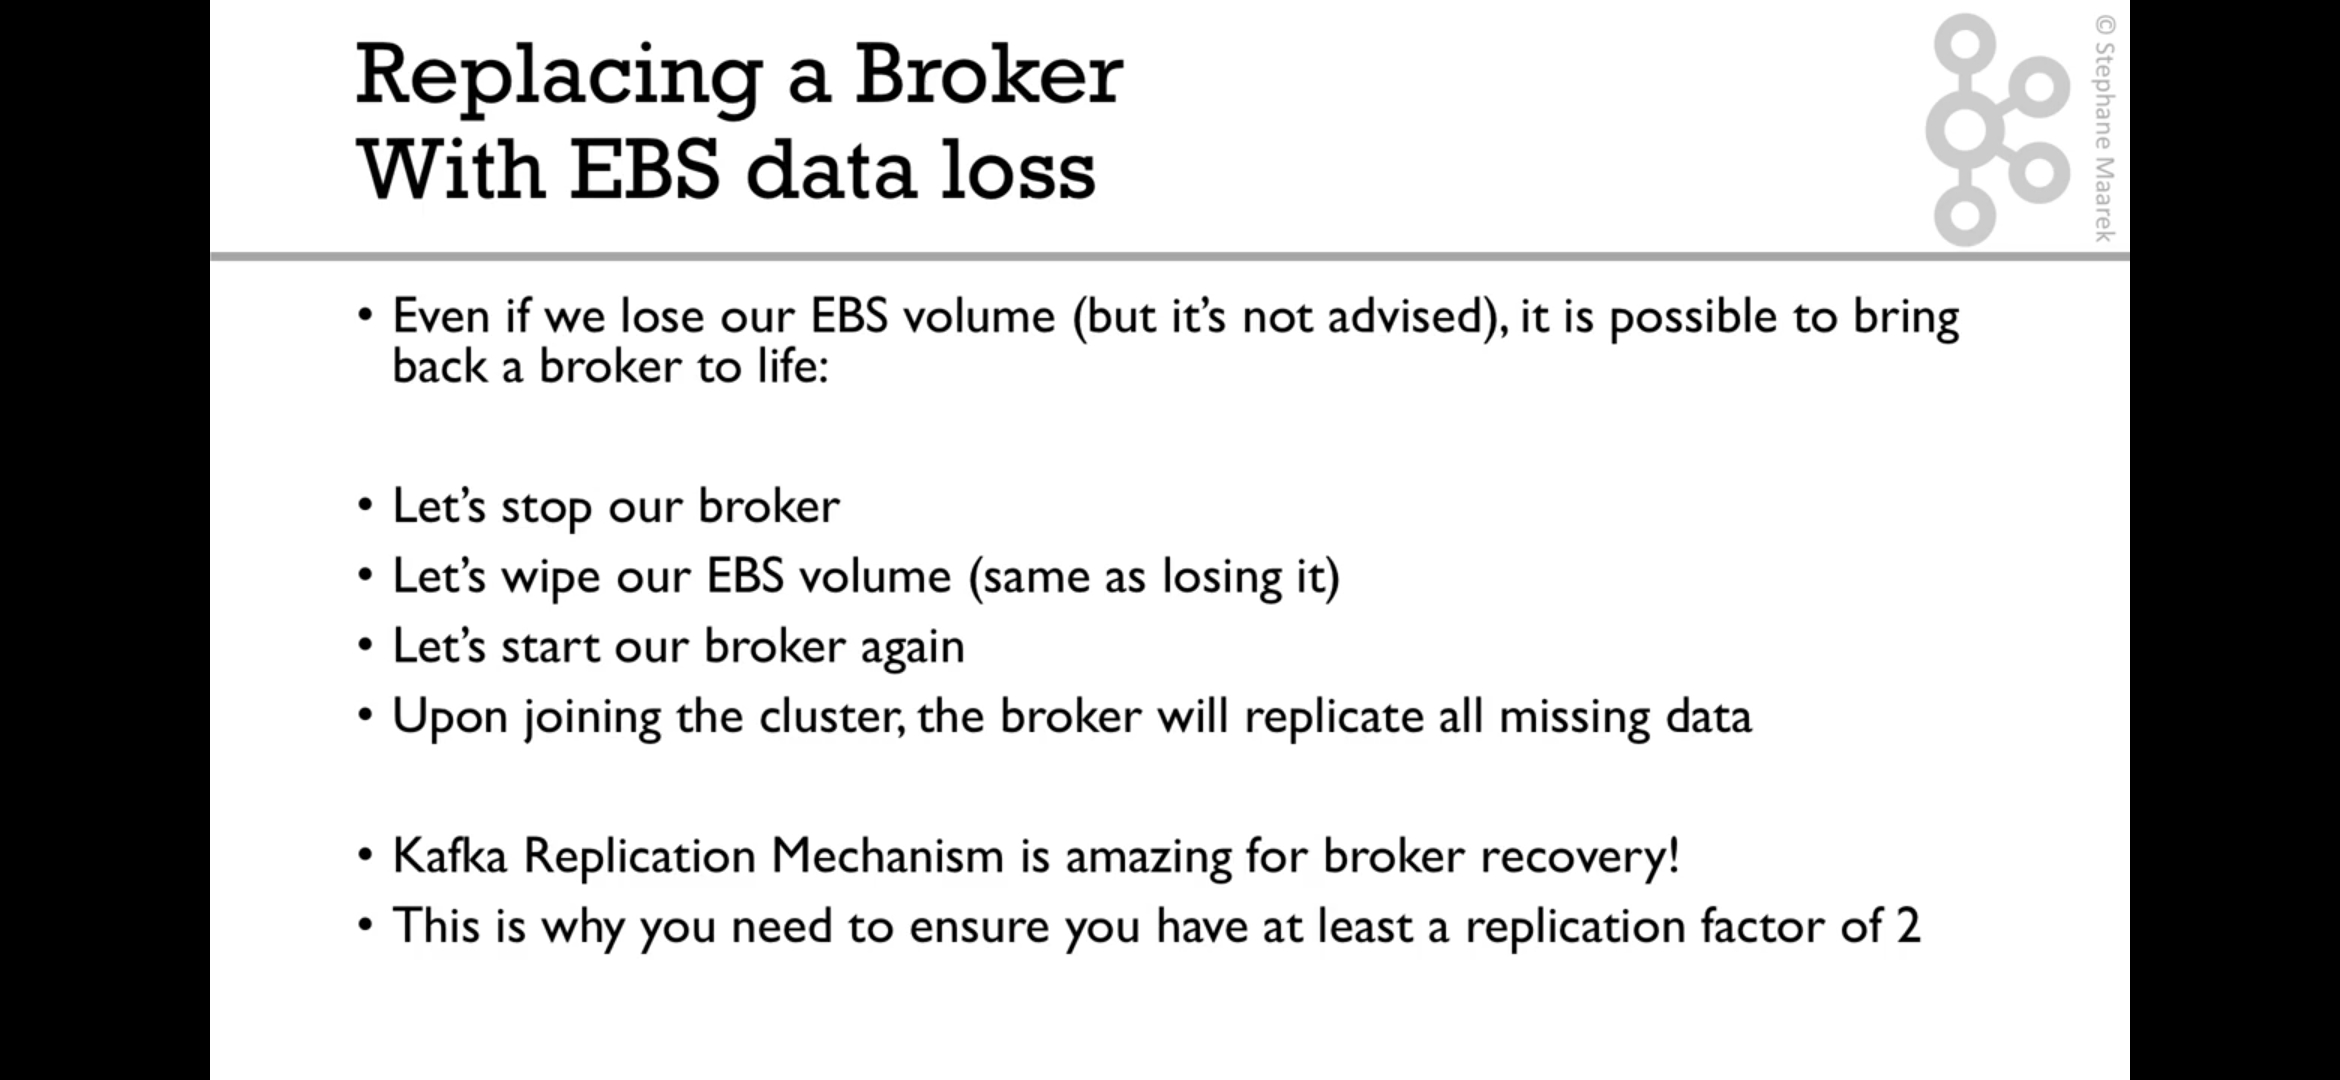 Replacing a Broker
With EBS data loss
© Stephane Maarek
• Even if we lose our EBS volume (but it’s not advised), it is possible to bring
back a broker to life:
• Let’s stop our broker
• Let’s wipe our EBS volume (same as losing it)
• Let’s start our broker again
• Upon joining the cluster, the broker will replicate all missing data
• Kafka Replication Mechanism is amazing for broker recovery!
• This is why you need to ensure you have at least a replication factor of 2